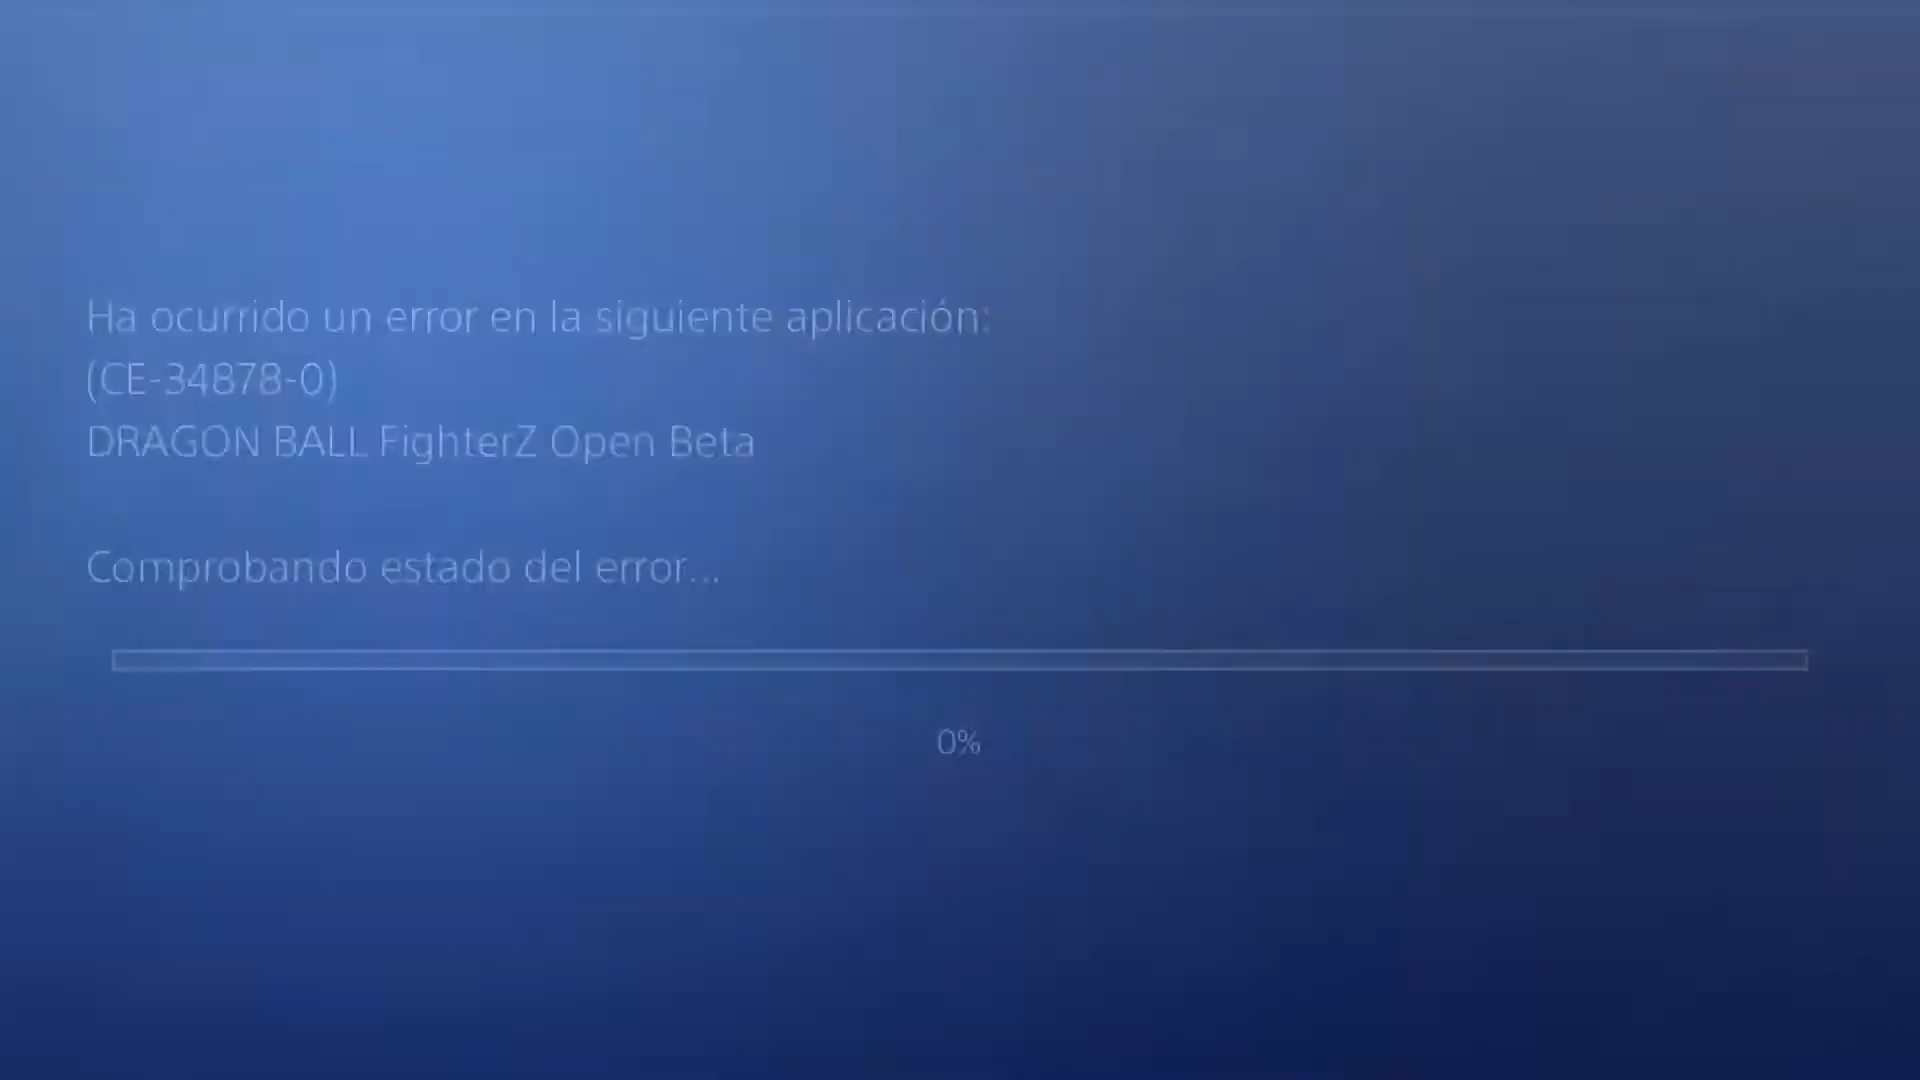 Ha ocurrido un error en la siguiente aplicación:
(CE-34878-0)
DRAGON BALL FighterZ Open Beta
Comprobando estado del error...
0%